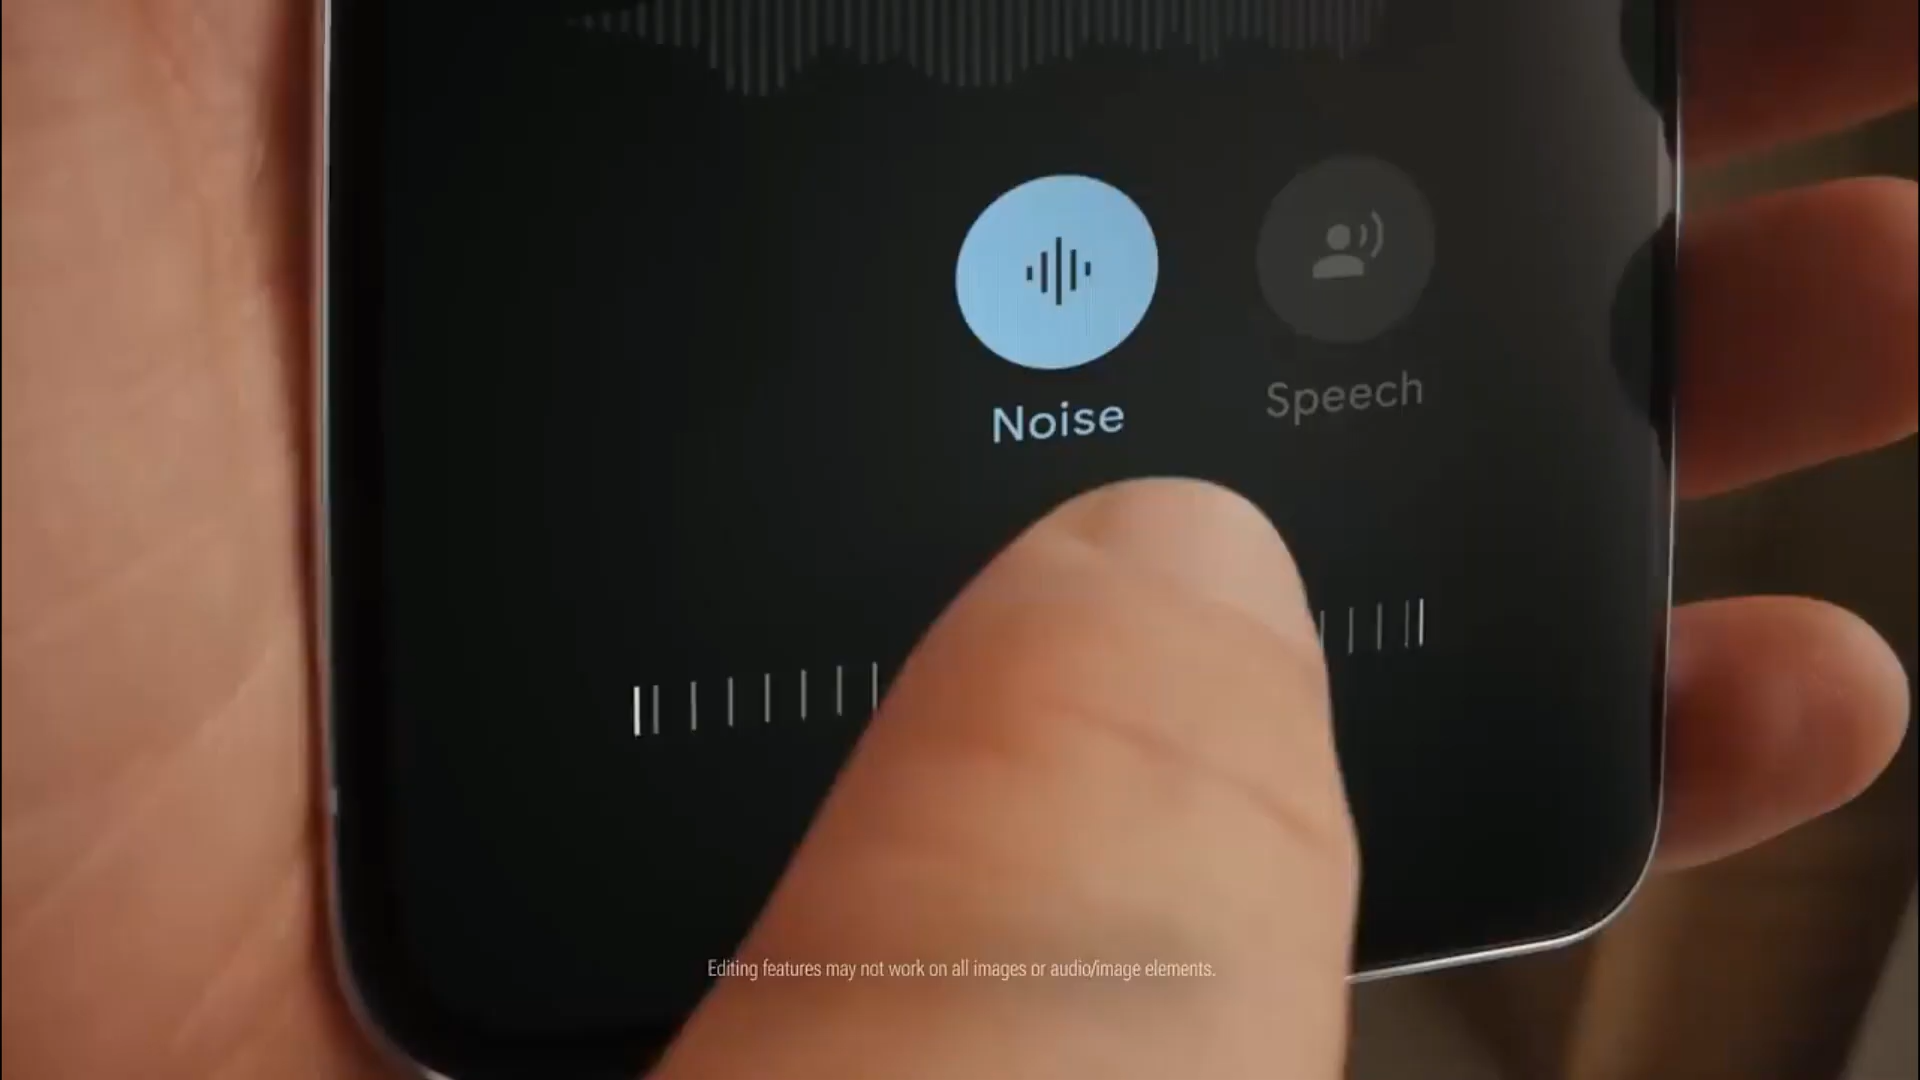 Noise
Speech
Editing features may not work on all images or audio/image elements.